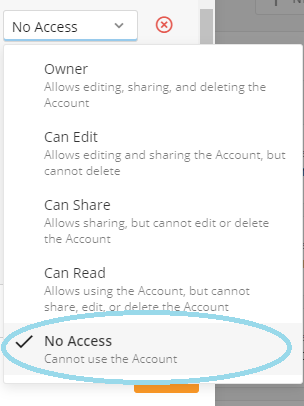 No Access
Owner
Allows editing, sharing, and deleting the
Account
Can Edit
Allows editing and sharing the Account, but
cannot delete
Can Share
Allows sharing, but cannot edit or delete
the Account
Can Read
Allows using the Account, but cannot
share, edit, or delete the Account
No Access
Cannot use the Account